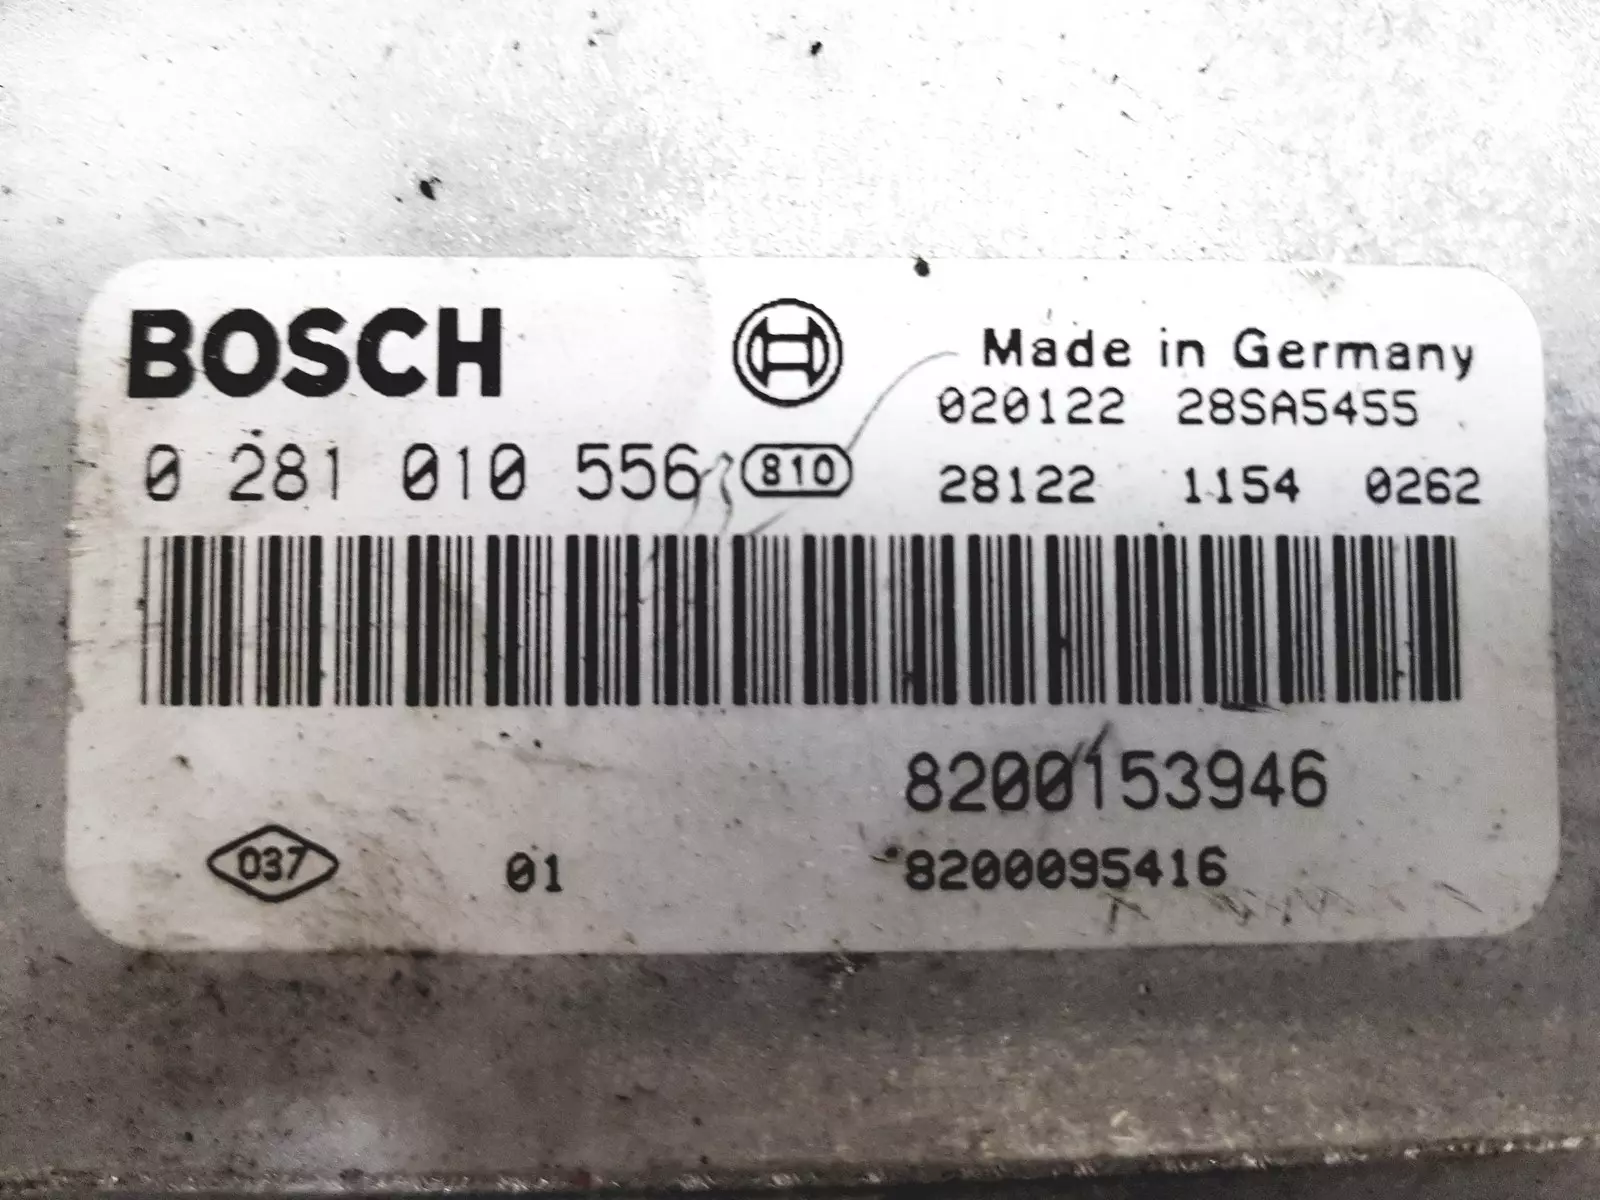 BOSCH
Made in Germany
020122 28SA5455
0 281 010 556 810
28122 1154 0262
8200153946
037 01 8200095416